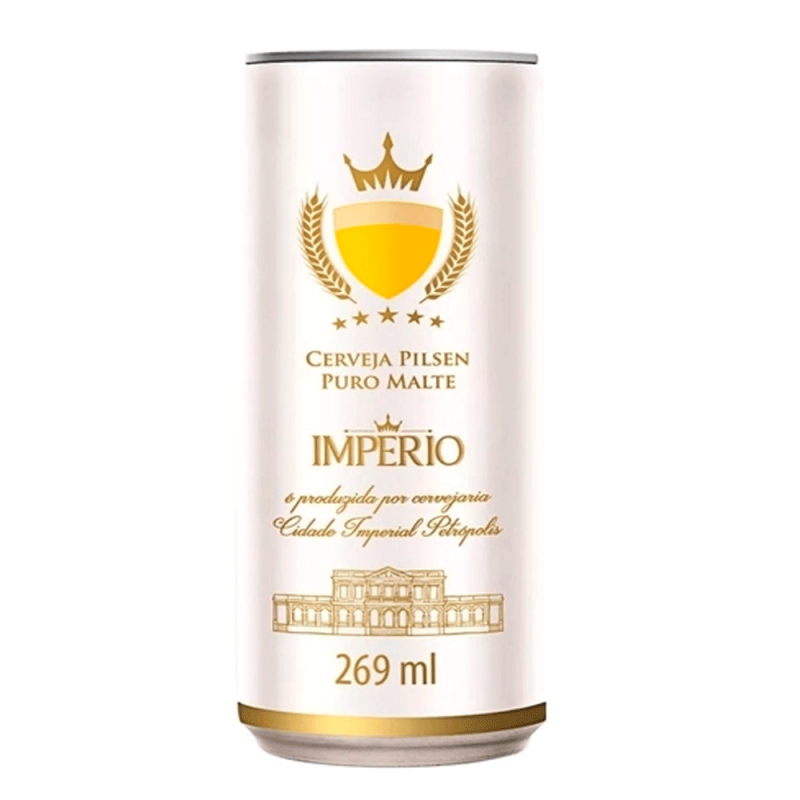 CERVEJA PILSEN
PURO MALTE
IMPÉRIO
é produzida por cervejaria
Cidade Imperial Petrópolis
269 ml